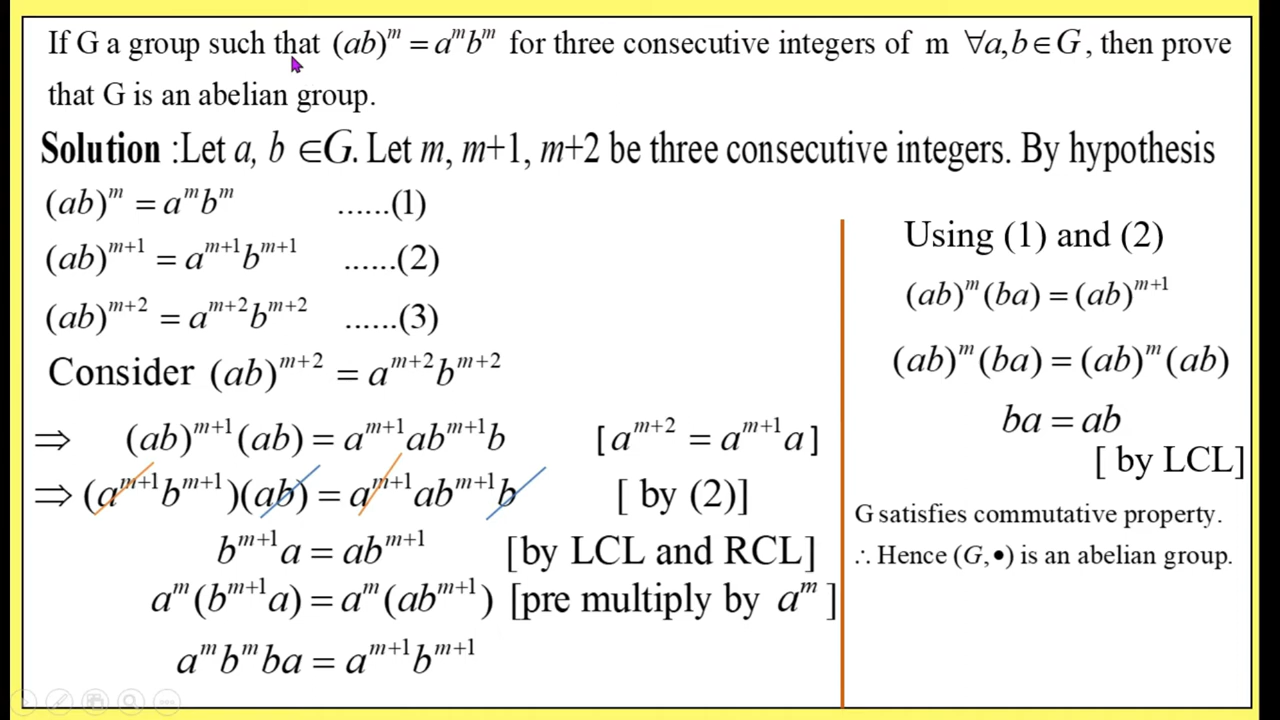 If G a group such that (ab)^m = a^m b^m for three consecutive integers of m ∀a,b∈G, then prove
that G is an abelian group.
Solution :Let a, b ∈G. Let m, m+1, m+2 be three consecutive integers. By hypothesis
(ab)^m = a^m b^m ......(1)
(ab)^{m+1} = a^{m+1} b^{m+1} ......(2)
(ab)^{m+2} = a^{m+2} b^{m+2} ......(3)
Consider (ab)^{m+2} = a^{m+2} b^{m+2}
⇒ (ab)^{m+1}(ab) = a^{m+1} ab^{m+1} b [a^{m+2} = a^{m+1} a]
⇒ (a^{m+1} b^{m+1})(ab) = a^{m+1} ab^{m+1} b [ by (2)]
b^{m+1} a = ab^{m+1} [by LCL and RCL]
a^m (b^{m+1} a) = a^m (ab^{m+1}) [pre multiply by a^m ]
a^m b^m ba = a^{m+1} b^{m+1}
Using (1) and (2)
(ab)^m (ba) = (ab)^{m+1}
(ab)^m (ba) = (ab)^m (ab)
ba = ab
[ by LCL]
G satisfies commutative property.
∴ Hence (G,•) is an abelian group.